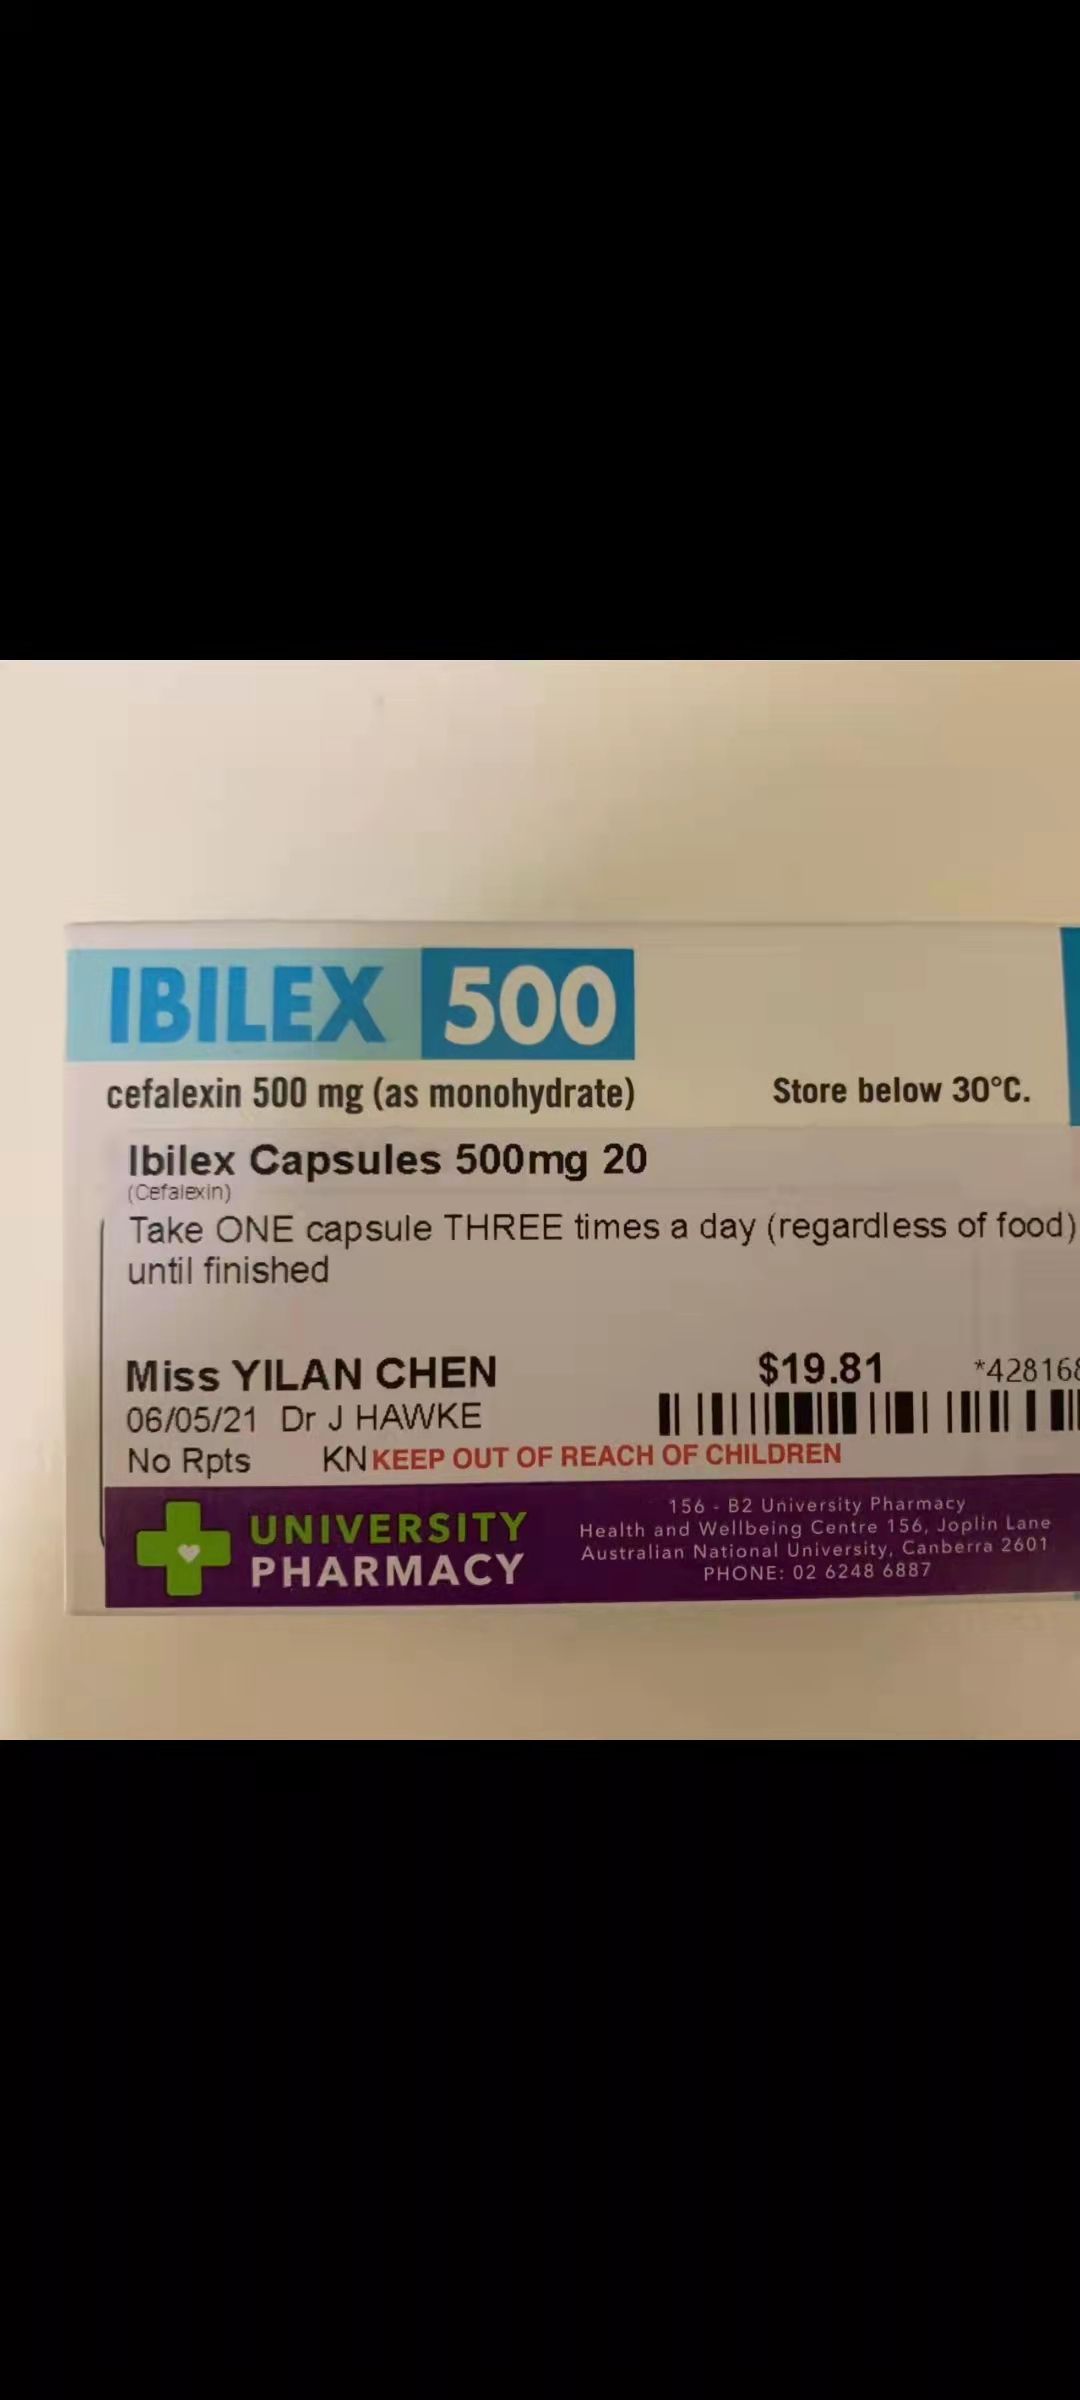 IBILEX 500
cefalexin 500 mg (as monohydrate)
Store below 30°C.
Ibilex Capsules 500mg 20
(Cefalexin)
Take ONE capsule THREE times a day (regardless of food)
until finished
Miss YILAN CHEN
$19.81
*428168
06/05/21 Dr J HAWKE
No Rpts KN KEEP OUT OF REACH OF CHILDREN
UNIVERSITY
PHARMACY
156 - B2 University Pharmacy
Health and Wellbeing Centre 156, Joplin Lane
Australian National University, Canberra 2601
PHONE: 02 6248 6887